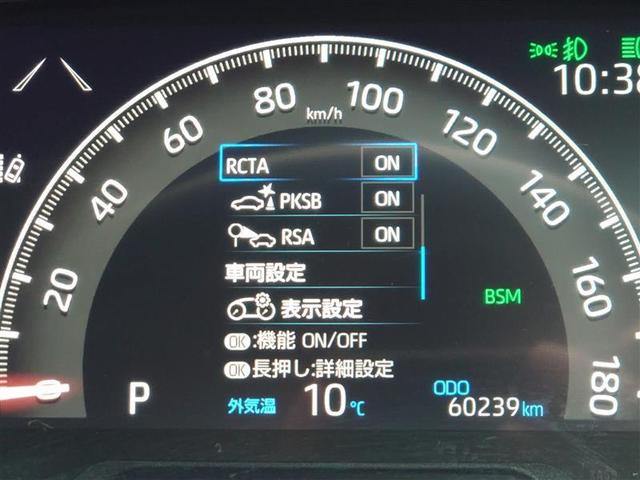 10:38
80
100
km/h
60
120
RCTA ON
40
140
PKSB ON
RSA ON
車両設定
20
160
BSM
表示設定
OK:機能 ON/OFF
OK長押し:詳細設定
180
P
外気温 10℃
ODO
60239km